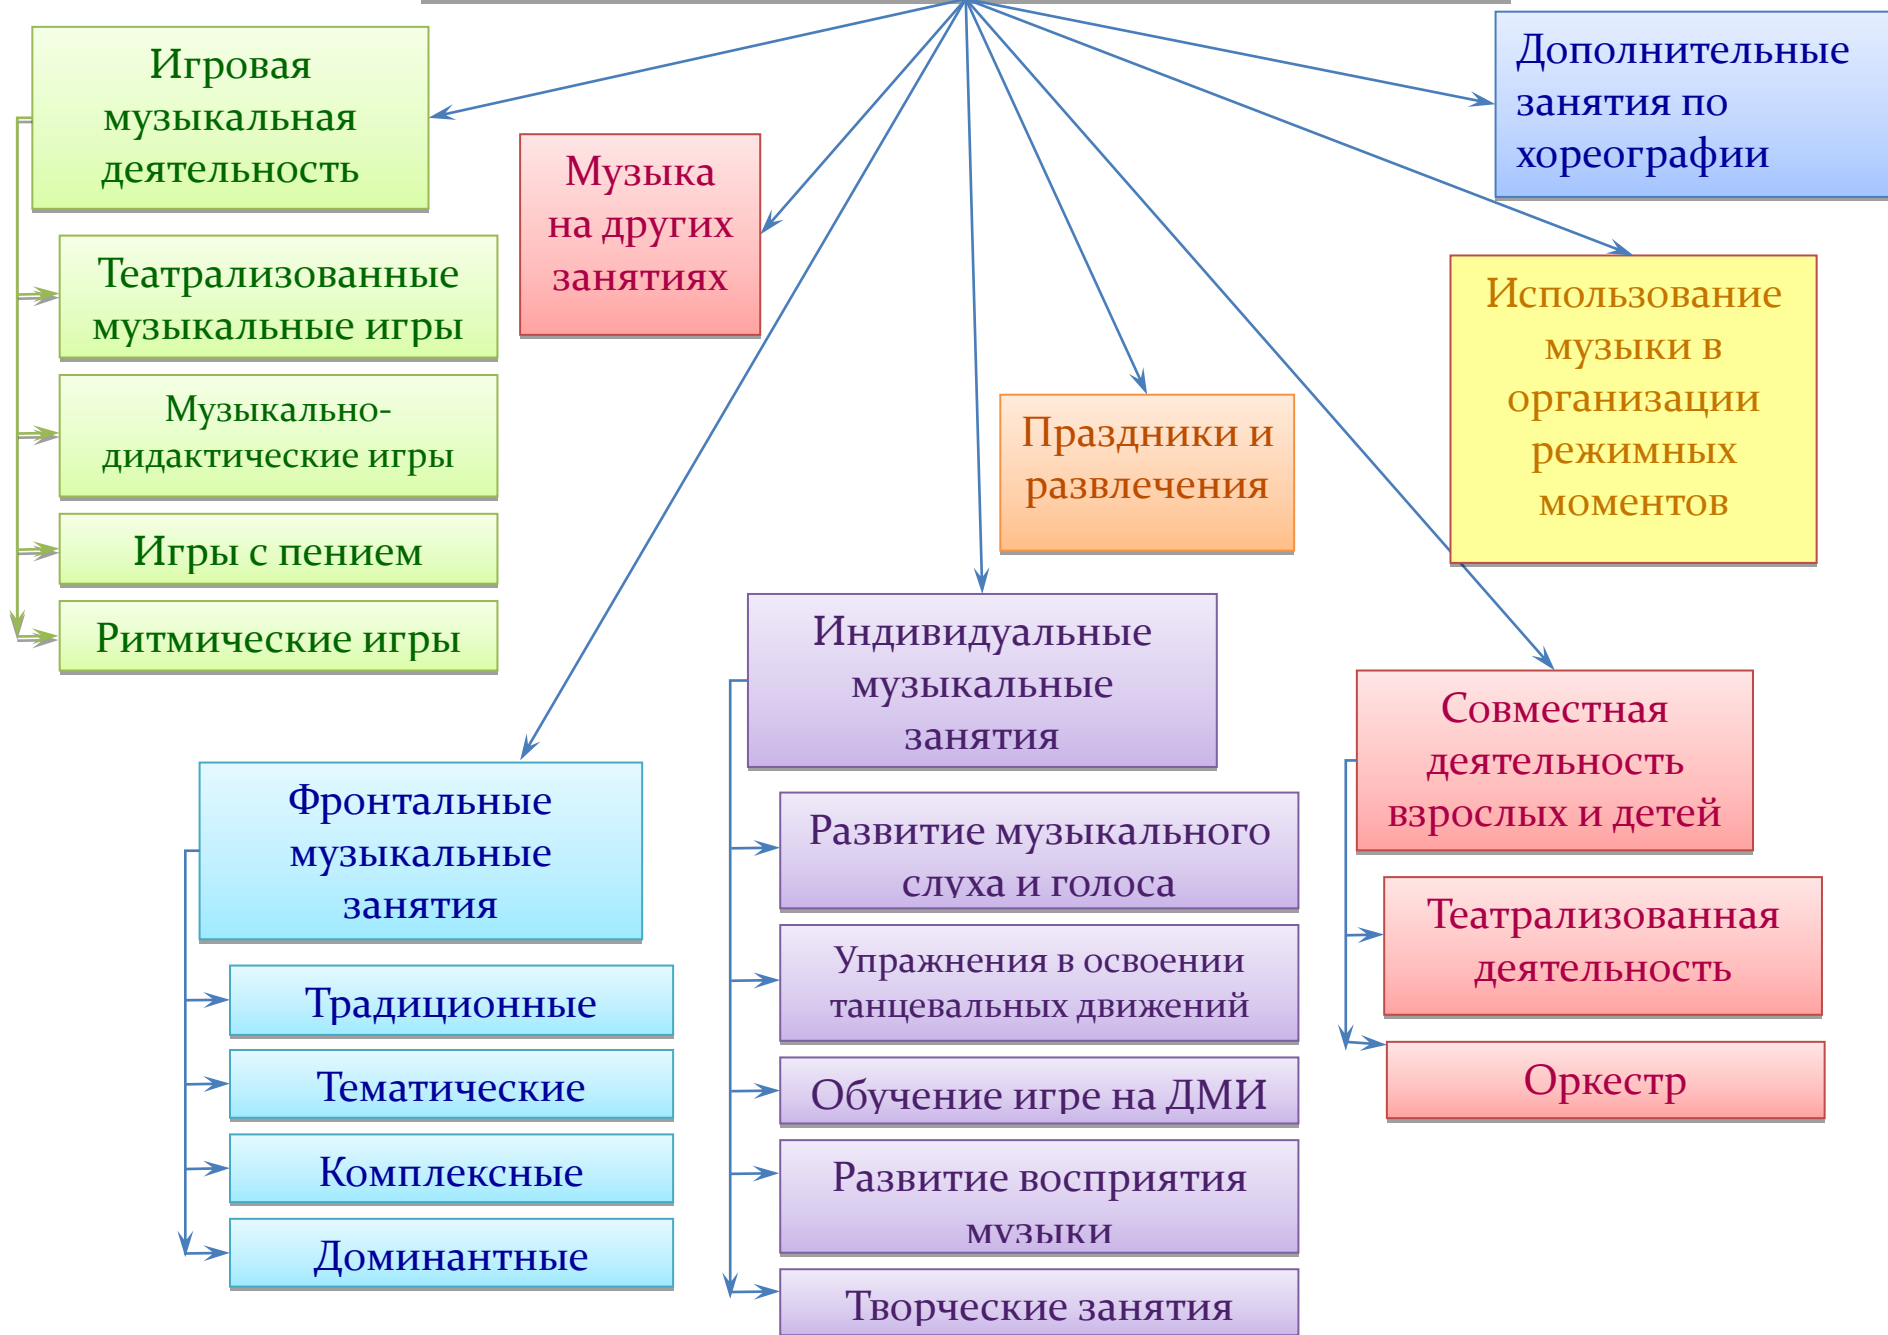 Игровая
музыкальная
деятельность
Театрализованные
музыкальные игры
Музыкально-
дидактические игры
Игры с пением
Ритмические игры
Музыка
на других
занятиях
Дополнительные
занятия по
хореографии
Использование
музыки в
организации
режимных
моментов
Праздники и
развлечения
Фронтальные
музыкальные
занятия
Традиционные
Тематические
Комплексные
Доминантные
Индивидуальные
музыкальные
занятия
Развитие музыкального
слуха и голоса
Упражнения в освоении
танцевальных движений
Обучение игре на ДМИ
Развитие восприятия
музыки
Творческие занятия
Совместная
деятельность
взрослых и детей
Театрализованная
деятельность
Оркестр